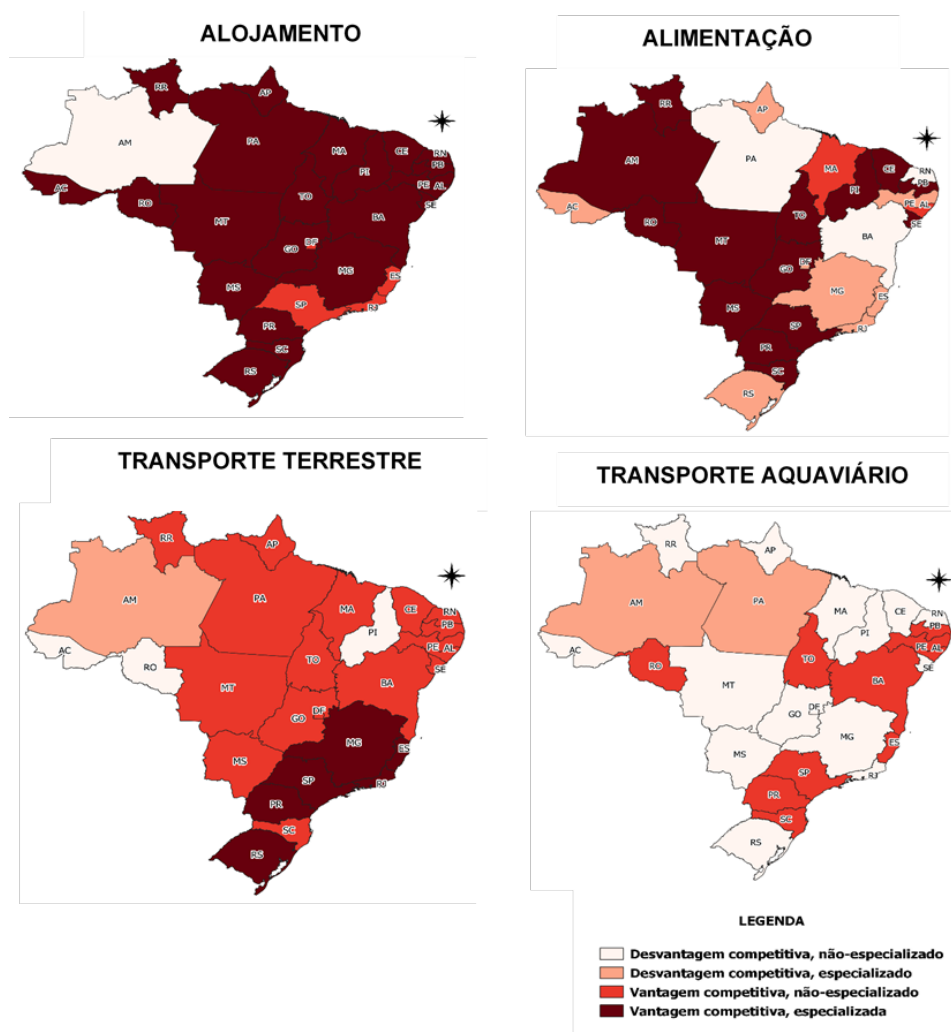 ALOJAMENTO
RR
AP
AM
PA
MA
CE
RN
PB
PI
PE
AL
SE
AC
RO
TO
BA
MT
GO
DF
MG
ES
MS
SP
RJ
PR
SC
RS
ALIMENTAÇÃO
RR
AP
AM
PA
MA
CE
RN
PB
PI
PE
AL
SE
AC
RO
TO
BA
MT
GO
DF
MG
ES
MS
SP
RJ
PR
SC
RS
TRANSPORTE TERRESTRE
RR
AP
AM
PA
MA
CE
RN
PB
PI
PE
AL
SE
AC
RO
TO
BA
MT
GO
DF
MG
ES
MS
SP
RJ
PR
SC
RS
TRANSPORTE AQUAVIÁRIO
RR
AP
AM
PA
MA
CE
RN
PB
PI
PE
AL
SE
AC
RO
TO
BA
MT
GO
DF
MG
ES
MS
SP
RJ
PR
SC
RS
LEGENDA
Desvantagem competitiva, não-especializado
Desvantagem competitiva, especializado
Vantagem competitiva, não-especializado
Vantagem competitiva, especializada